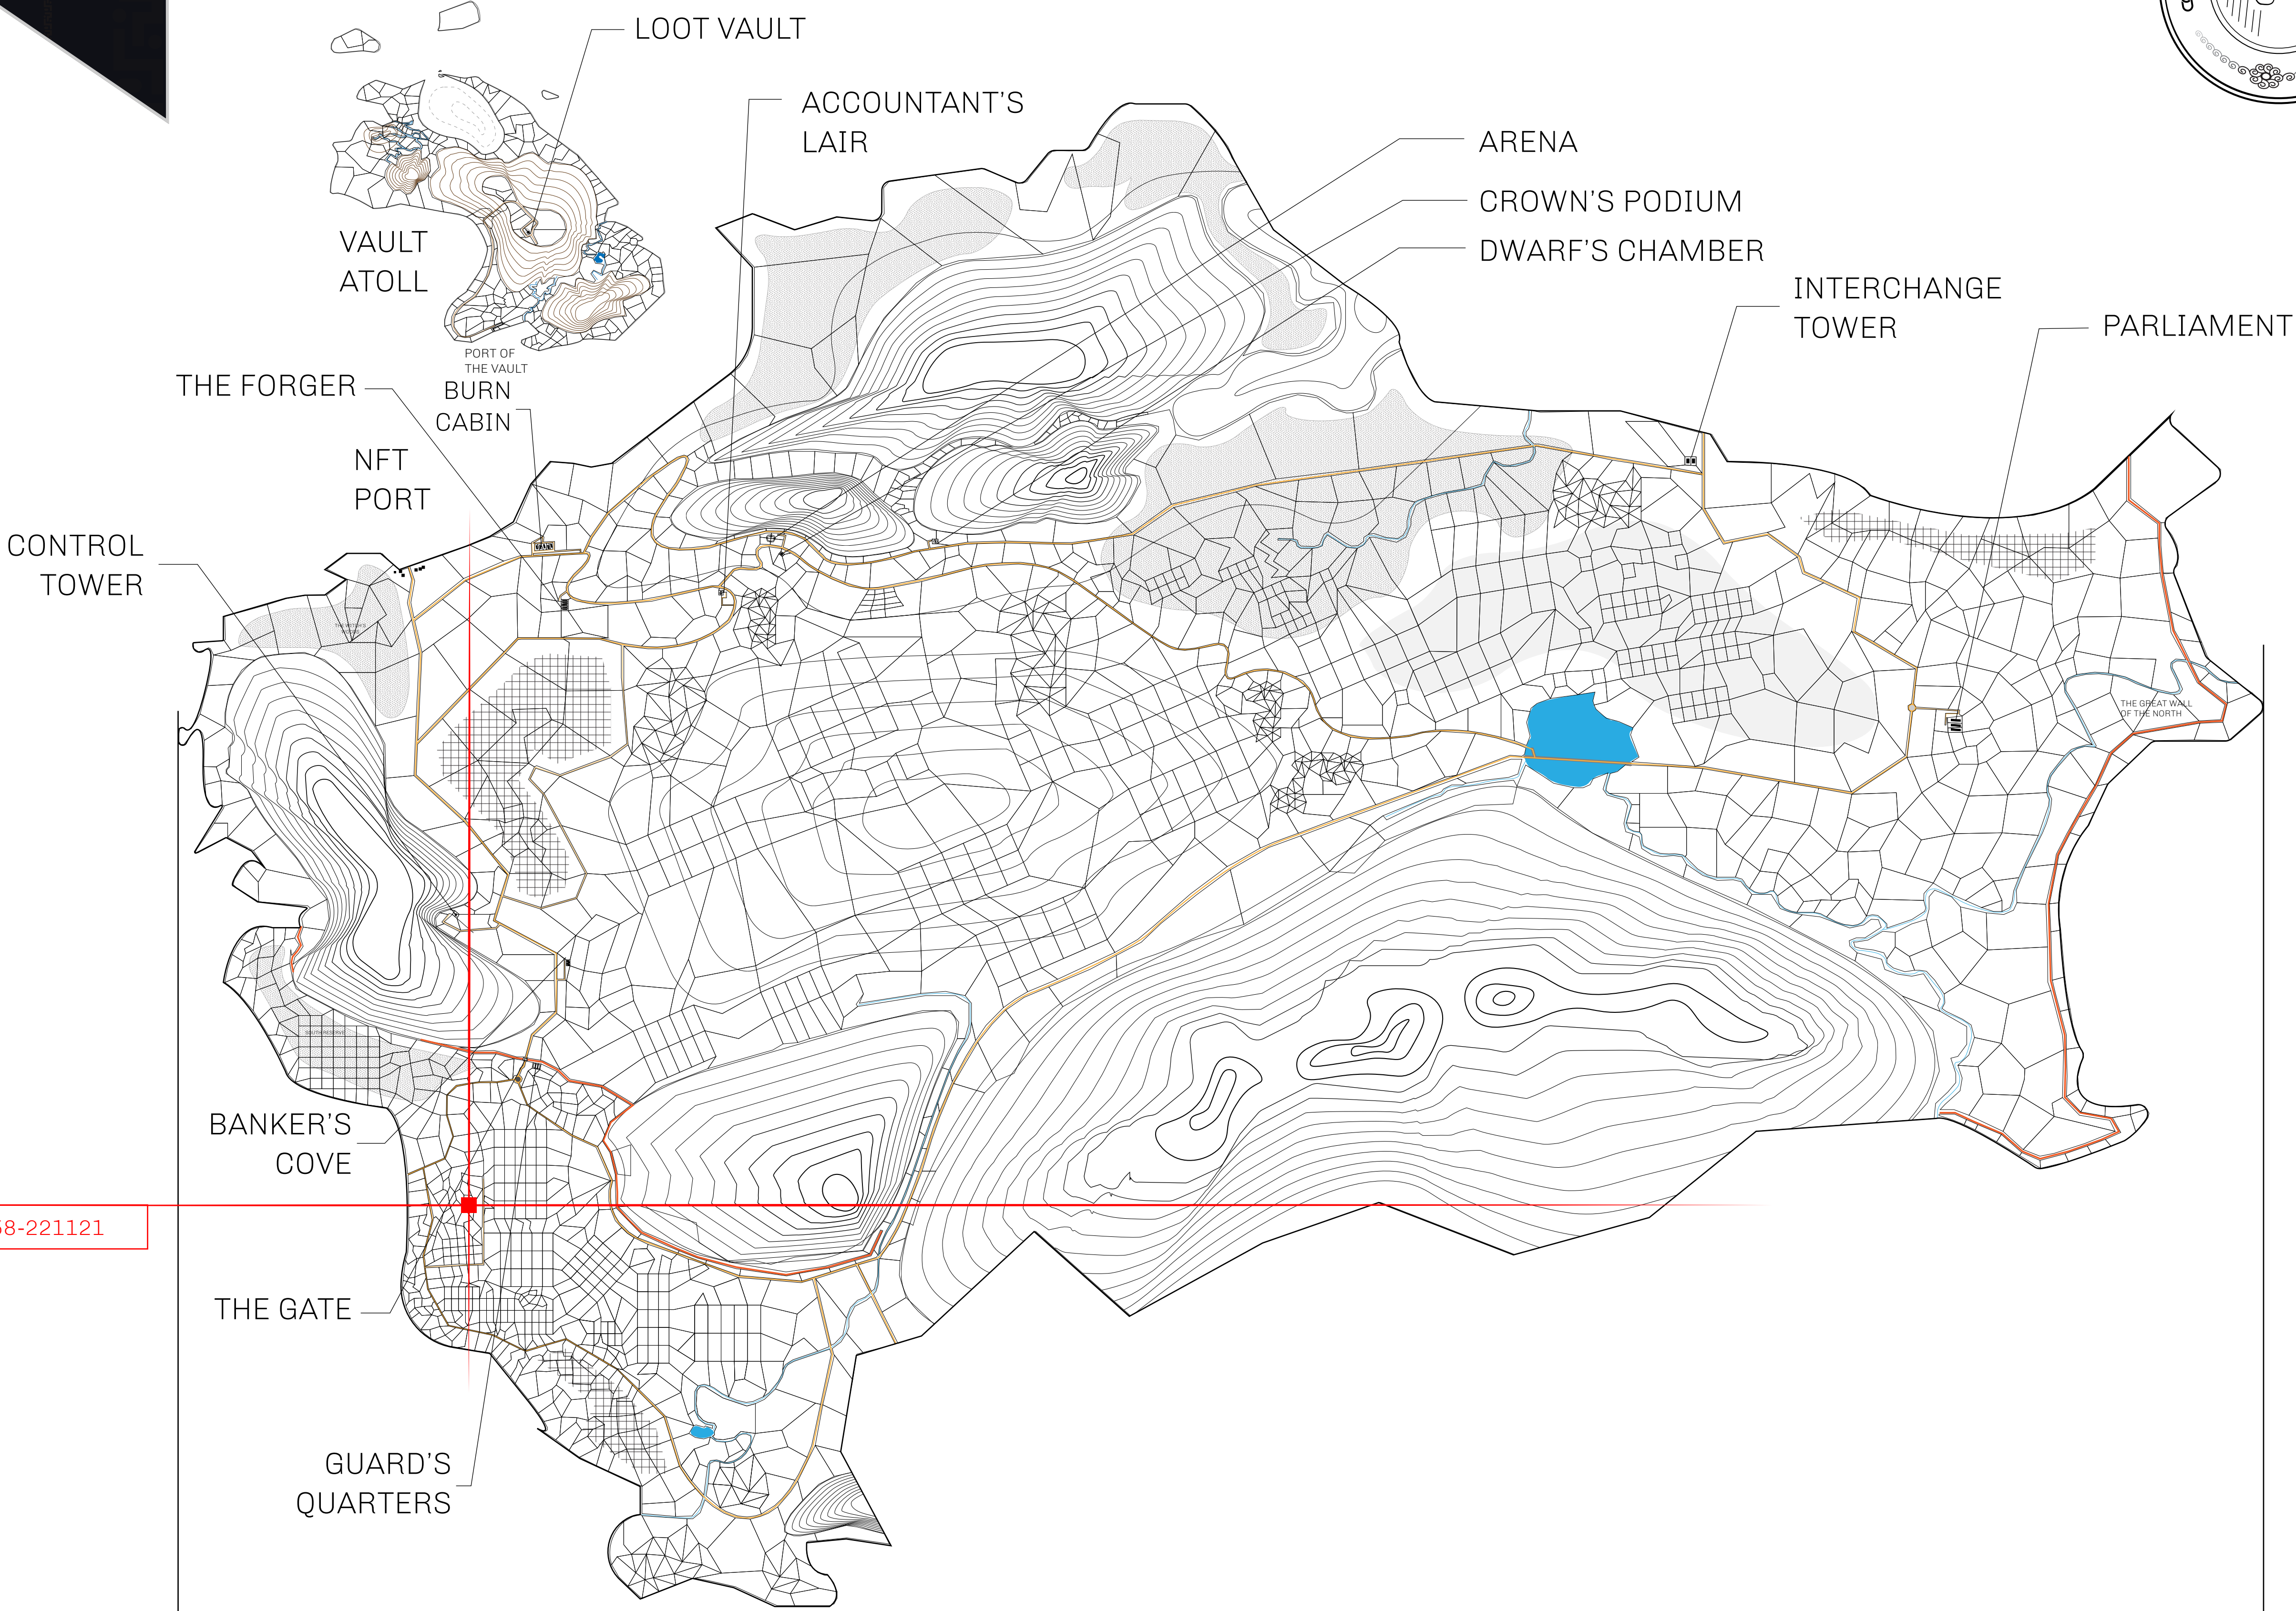 LOOT VAULT
ACCOUNTANT'S
LAIR
ARENA
CROWN'S PODIUM
DWARF'S CHAMBER
INTERCHANGE
TOWER
PARLIAMENT
VAULT
ATOLL
PORT OF
THE VAULT
THE FORGER
BURN
CABIN
NFT
PORT
CONTROL
TOWER
THE GREAT WALL
OF THE NORTH
SOUTH RESERVE
BANKER'S
COVE
58-221121
THE GATE
GUARD'S
QUARTERS